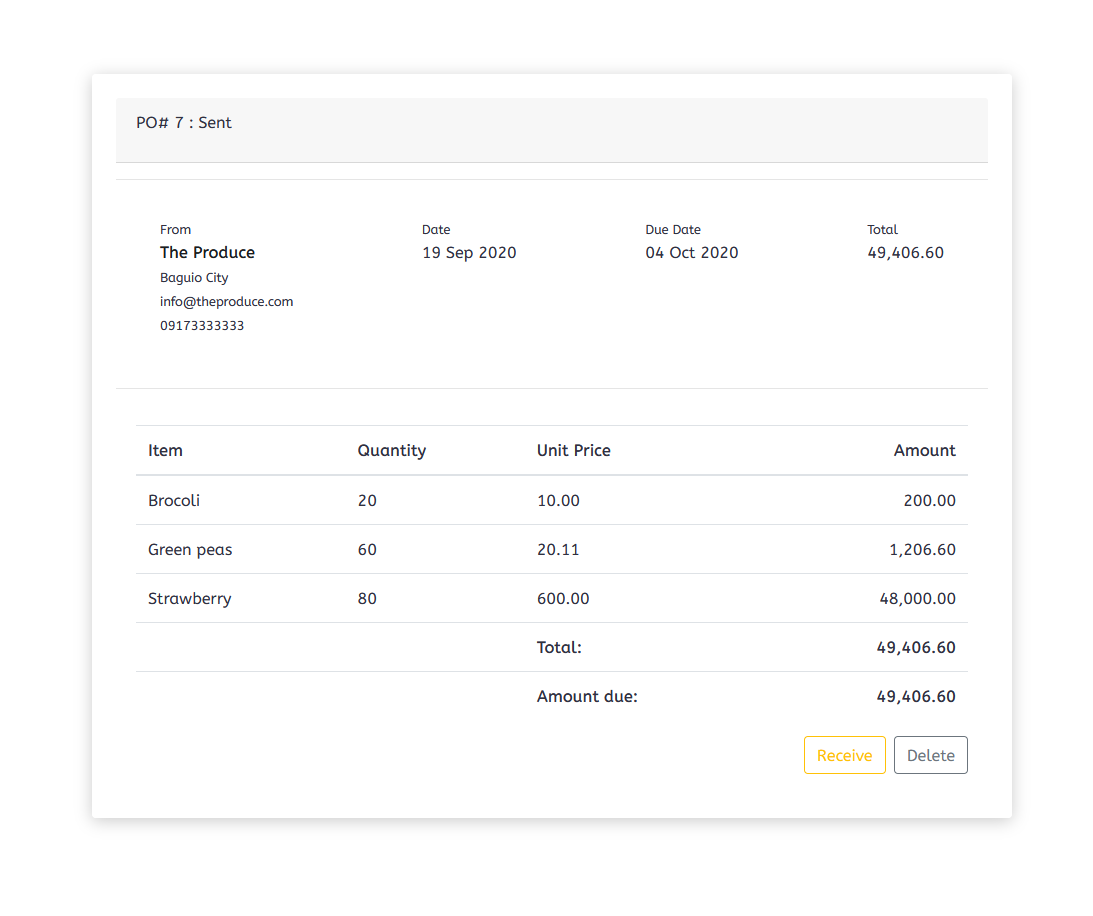 PO# 7 : Sent
From Date Due Date Total
The Produce 19 Sep 2020 04 Oct 2020 49,406.60
Baguio City
info@theproduce.com
09173333333
Item Quantity Unit Price Amount
Brocoli 20 10.00 200.00
Green peas 60 20.11 1,206.60
Strawberry 80 600.00 48,000.00
Total: 49,406.60
Amount due: 49,406.60
Receive Delete